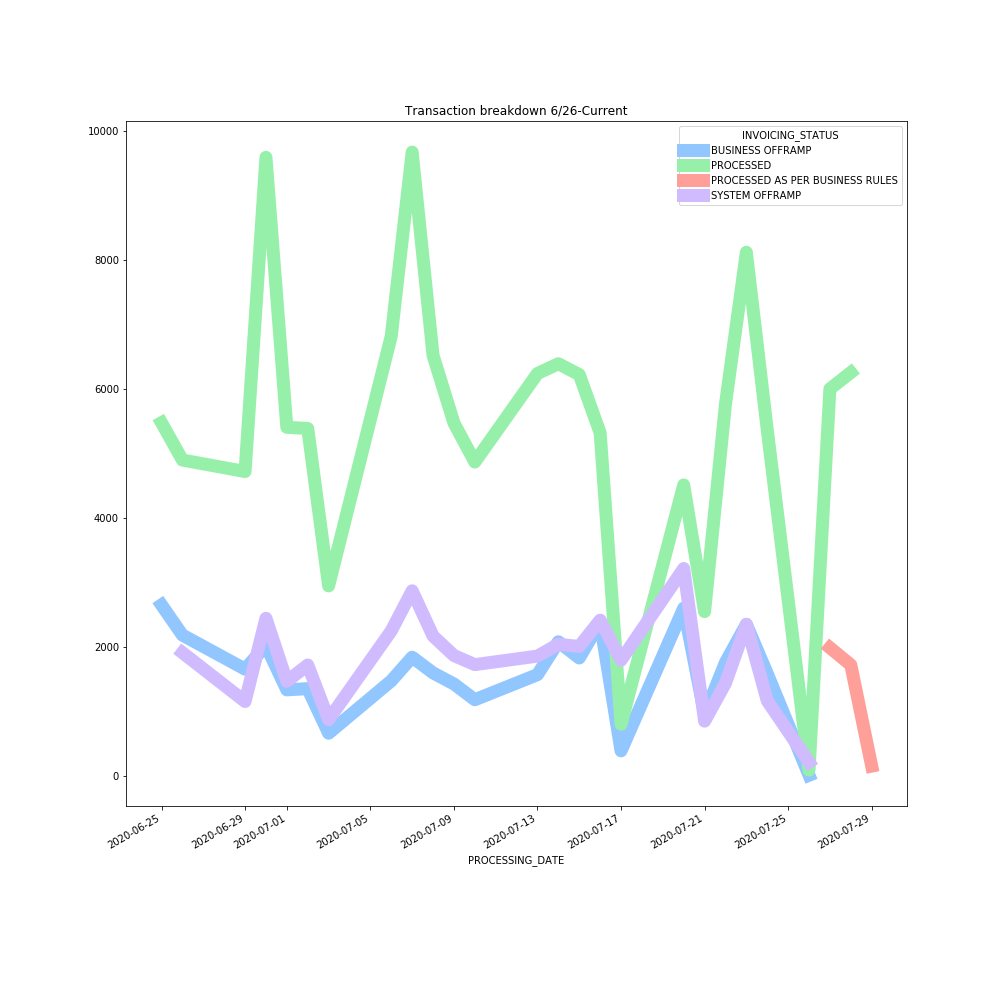 Transaction breakdown 6/26-Current
10000
8000
6000
4000
2000
0
INVOICING_STATUS
BUSINESS OFFRAMP
PROCESSED
PROCESSED AS PER BUSINESS RULES
SYSTEM OFFRAMP
2020-06-25
2020-06-29
2020-07-01
2020-07-05
2020-07-09
2020-07-13
2020-07-17
2020-07-21
2020-07-25
2020-07-29
PROCESSING_DATE